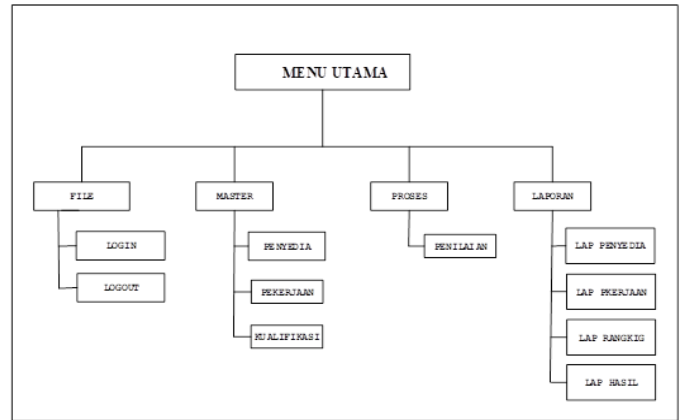 MENU UTAMA
FILE
MASTER
PROSES
LAPORAN
LOGIN
LOGOUT
PENYEDIA
PEKERJAAN
KUALIFIKASI
PENILAIAN
LAP PENYEDIA
LAP PKERJAAN
LAP RANGKIG
LAP HASIL